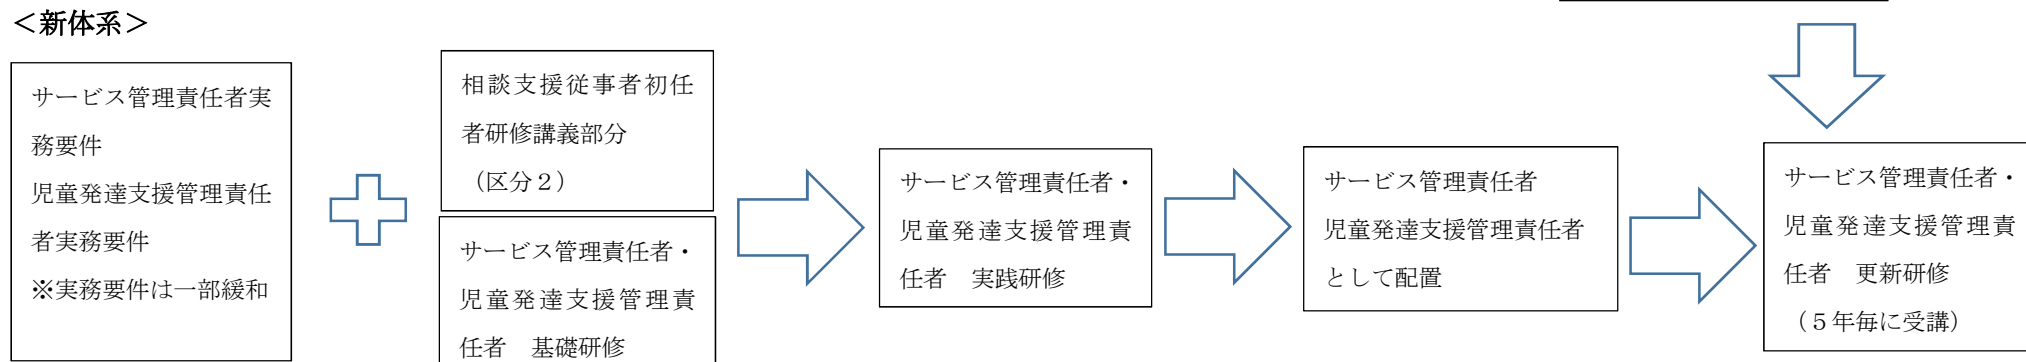 ＜新体系＞
サービス管理責任者実
務要件
児童発達支援管理責任
者実務要件
※実務要件は一部緩和
相談支援従事者初任
者研修講義部分
（区分２）
サービス管理責任者・
児童発達支援管理責
任者　基礎研修
サービス管理責任者・
児童発達支援管理責
任者　実践研修
サービス管理責任者
児童発達支援管理責任者
として配置
サービス管理責任者・
児童発達支援管理責
任者　更新研修
（５年毎に受講）